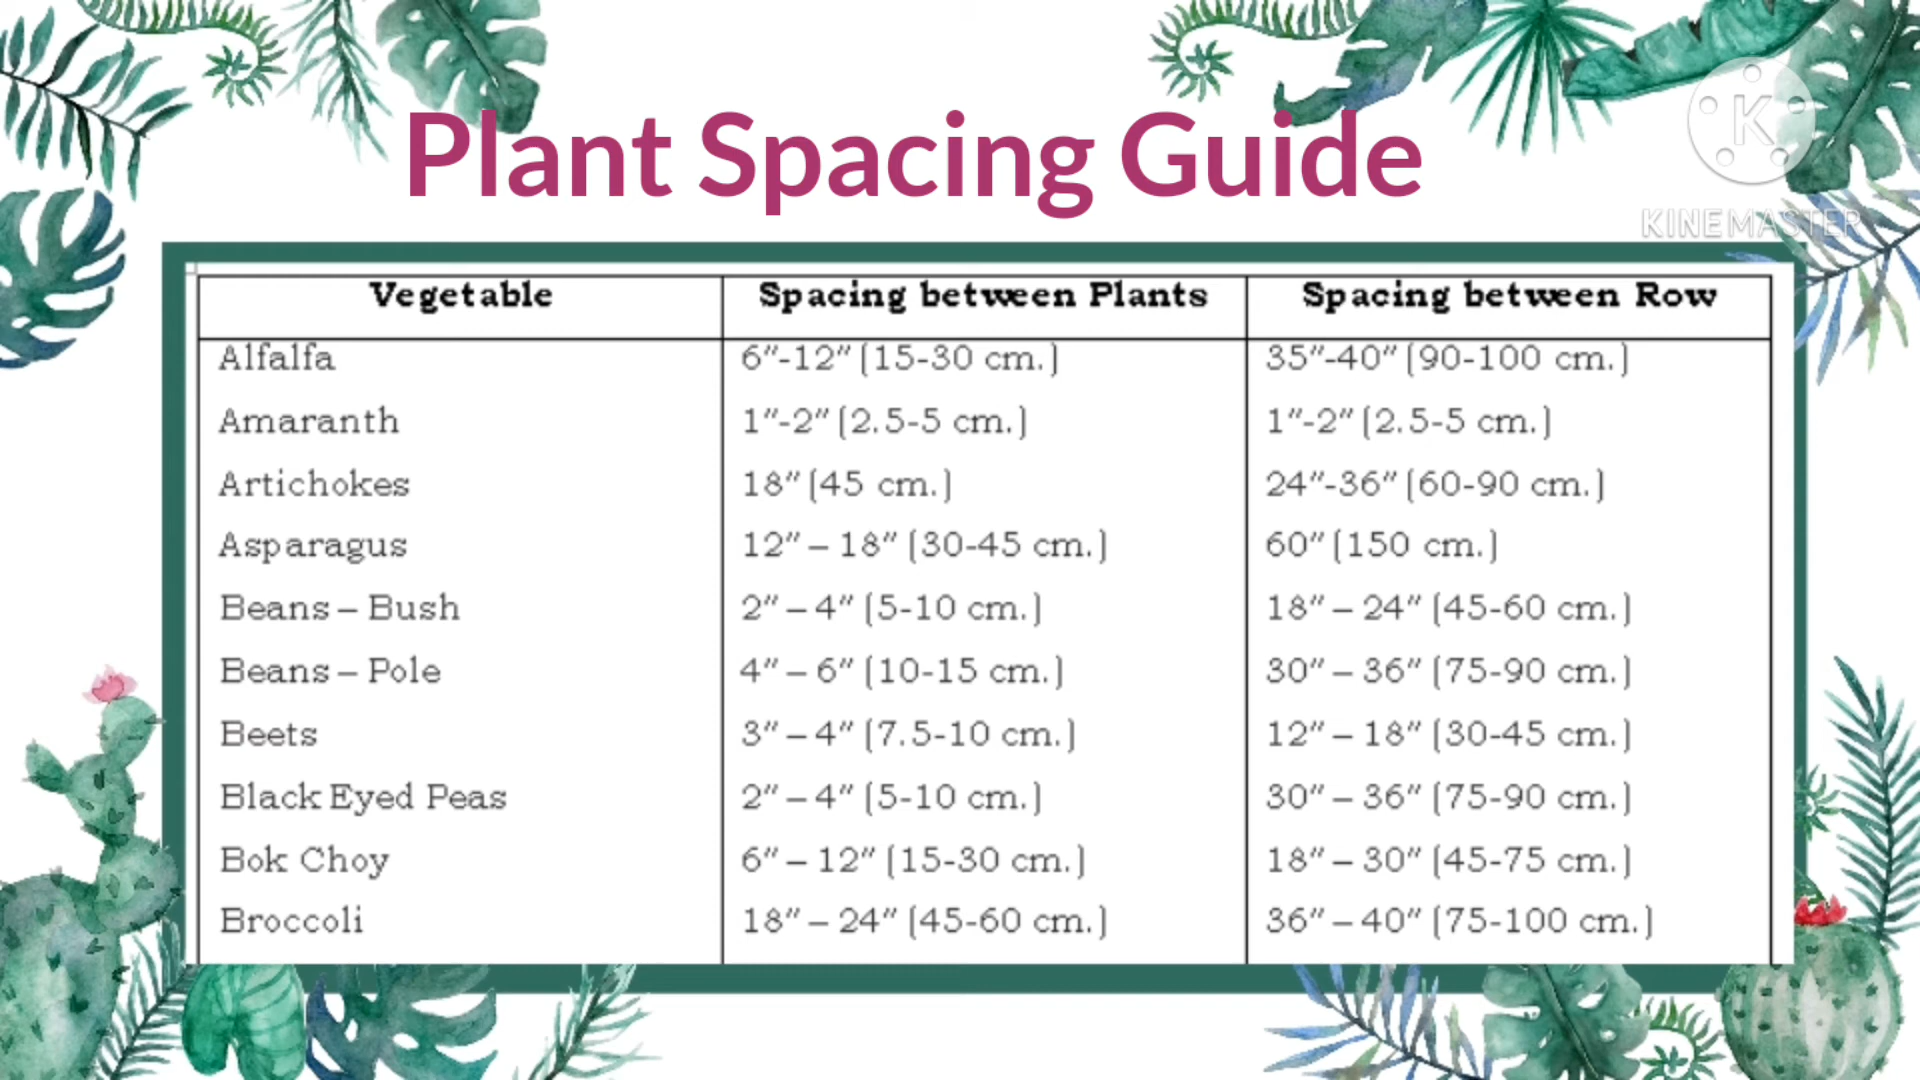 Plant Spacing Guide
K
KINEMASTER
Vegetable Spacing between Plants Spacing between Row
Alfalfa 6”-12” (15-30 cm.) 35”-40” (90-100 cm.)
Amaranth 1”-2” (2.5-5 cm.) 1”-2” (2.5-5 cm.)
Artichokes 18” (45 cm.) 24”-36” (60-90 cm.)
Asparagus 12” – 18” (30-45 cm.) 60” (150 cm.)
Beans – Bush 2” – 4” (5-10 cm.) 18” – 24” (45-60 cm.)
Beans – Pole 4” – 6” (10-15 cm.) 30” – 36” (75-90 cm.)
Beets 3” – 4” (7.5-10 cm.) 12” – 18” (30-45 cm.)
Black Eyed Peas 2” – 4” (5-10 cm.) 30” – 36” (75-90 cm.)
Bok Choy 6” – 12” (15-30 cm.) 18” – 30” (45-75 cm.)
Broccoli 18” – 24” (45-60 cm.) 36” – 40” (75-100 cm.)